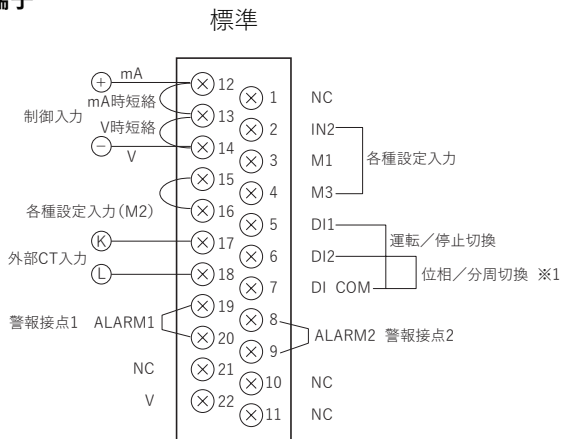 標準
mA
mA時短絡
制御入力
V時短絡
V
各種設定入力(M2)
K
外部CT入力
L
警報接点1 ALARM1
NC
V
12
13
14
15
16
17
18
19
20
21
22
1
2
3
4
5
6
7
8
9
10
11
NC
IN2
M1 各種設定入力
M3
DI1
運転／停止切換
DI2
位相／分周切換 ※1
DI COM
ALARM2 警報接点2
NC
NC